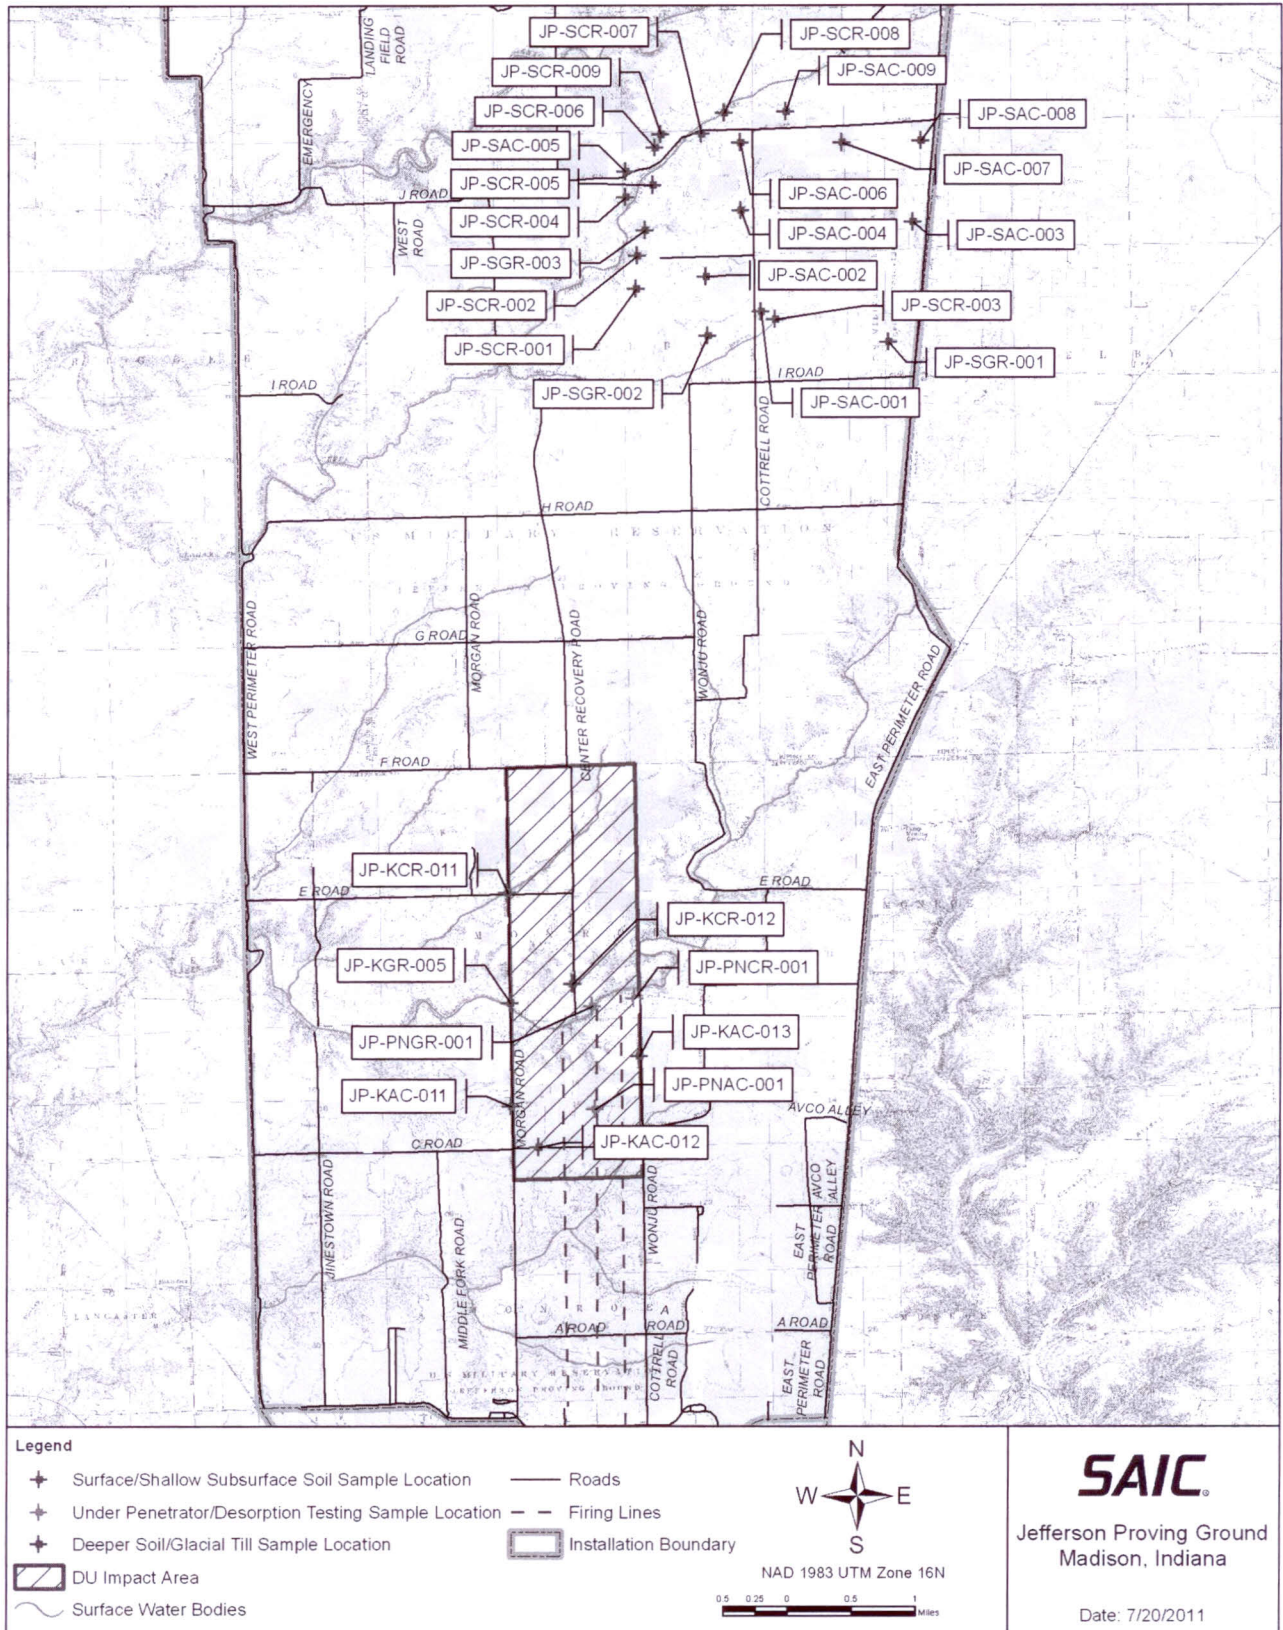 LANDING
FIELD
ROAD
EMERGENCY
JP-SCR-007
JP-SCR-008
JP-SCR-009
JP-SAC-009
JP-SCR-006
JP-SAC-008
JP-SAC-005
JP-SAC-007
JP-SCR-005
JP-SAC-006
J ROAD
JP-SCR-004
WEST
ROAD
JP-SAC-004
JP-SAC-003
JP-SGR-003
JP-SAC-002
JP-SCR-002
JP-SCR-003
JP-SCR-001
JP-SGR-001
I ROAD
I ROAD
JP-SGR-002
JP-SAC-001
COTTRELL ROAD
H ROAD
U S MILITARY RESERVATION
G ROAD
MORGAN ROAD
WEST PERIMETER ROAD
CENTER RECOVERY ROAD
WONJU ROAD
EAST PERIMETER ROAD
F ROAD
JP-KCR-011
E ROAD
E ROAD
JP-KCR-012
JP-KGR-005
JP-PNCR-001
JP-PNGR-001
JP-KAC-013
JP-KAC-011
JP-PNAC-001
MORGAN ROAD
AVCO ALLEY
C ROAD
JP-KAC-012
JINESTOWN ROAD
MIDDLE FORK ROAD
WONJU ROAD
EAST
PERIMETER
ROAD
AVCO
ALLEY
A ROAD
A
ROAD
A ROAD
COTTRELL
ROAD
EAST
PERIMETER
ROAD
LANCASTER
U S MILITARY RESERVATI
JEFFERSON PROVING GROUND
Legend
Surface/Shallow Subsurface Soil Sample Location
Under Penetrator/Desorption Testing Sample Location
Deeper Soil/Glacial Till Sample Location
DU Impact Area
Surface Water Bodies
Roads
Firing Lines
Installation Boundary
N
W E
S
NAD 1983 UTM Zone 16N
0.5 0.25 0 0.5 1
Miles
SAIC
Jefferson Proving Ground
Madison, Indiana
Date: 7/20/2011